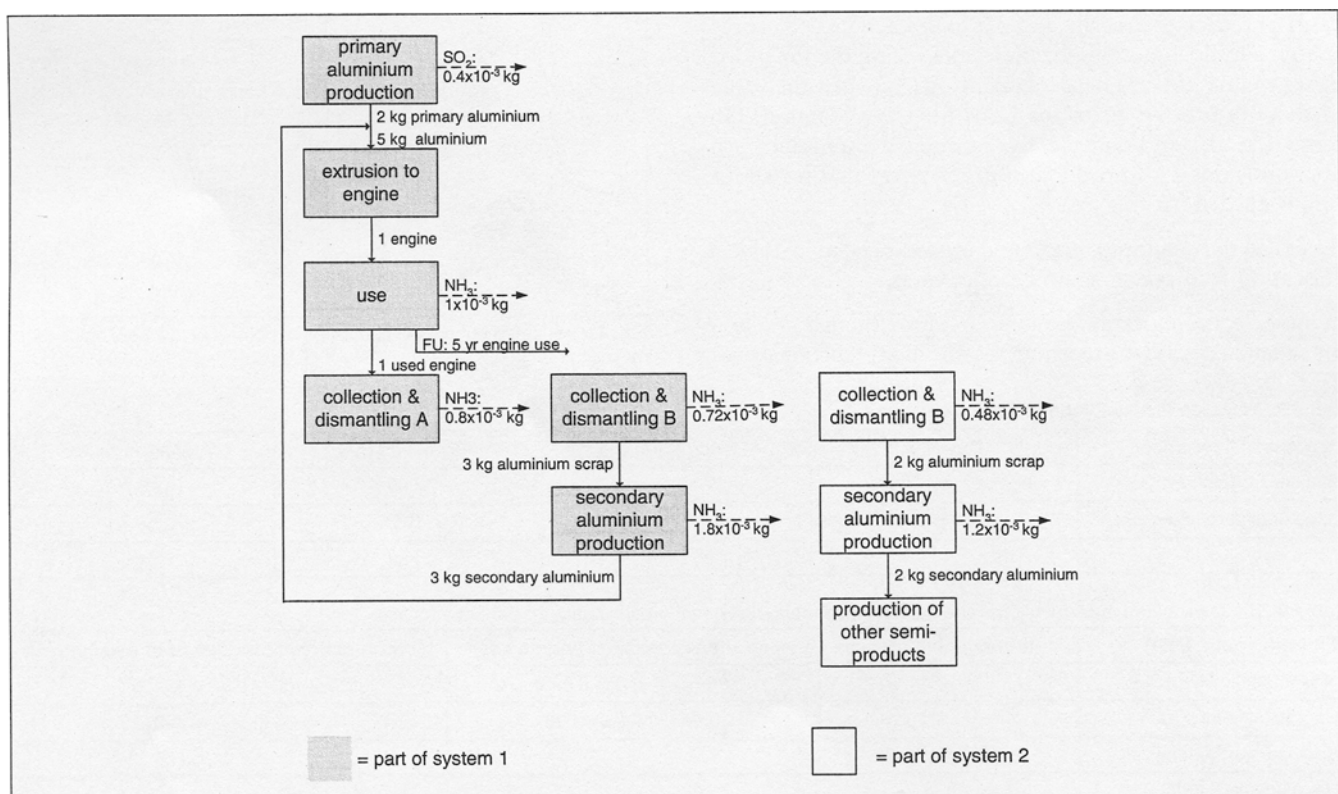 primary
aluminium
production
SO₂:
0.4x10⁻³ kg
2 kg primary aluminium
5 kg aluminium
extrusion to
engine
1 engine
use
NH₃:
1x10⁻³ kg
FU: 5 yr engine use
1 used engine
collection &
dismantling A
NH3:
0.8x10⁻³ kg
collection &
dismantling B
NH₃:
0.72x10⁻³ kg
collection &
dismantling B
NH₃:
0.48x10⁻³ kg
3 kg aluminium scrap
2 kg aluminium scrap
secondary
aluminium
production
NH₃:
1.8x10⁻³ kg
secondary
aluminium
production
NH₃:
1.2x10⁻³ kg
3 kg secondary aluminium
2 kg secondary aluminium
production of
other semi-
products
= part of system 1
= part of system 2